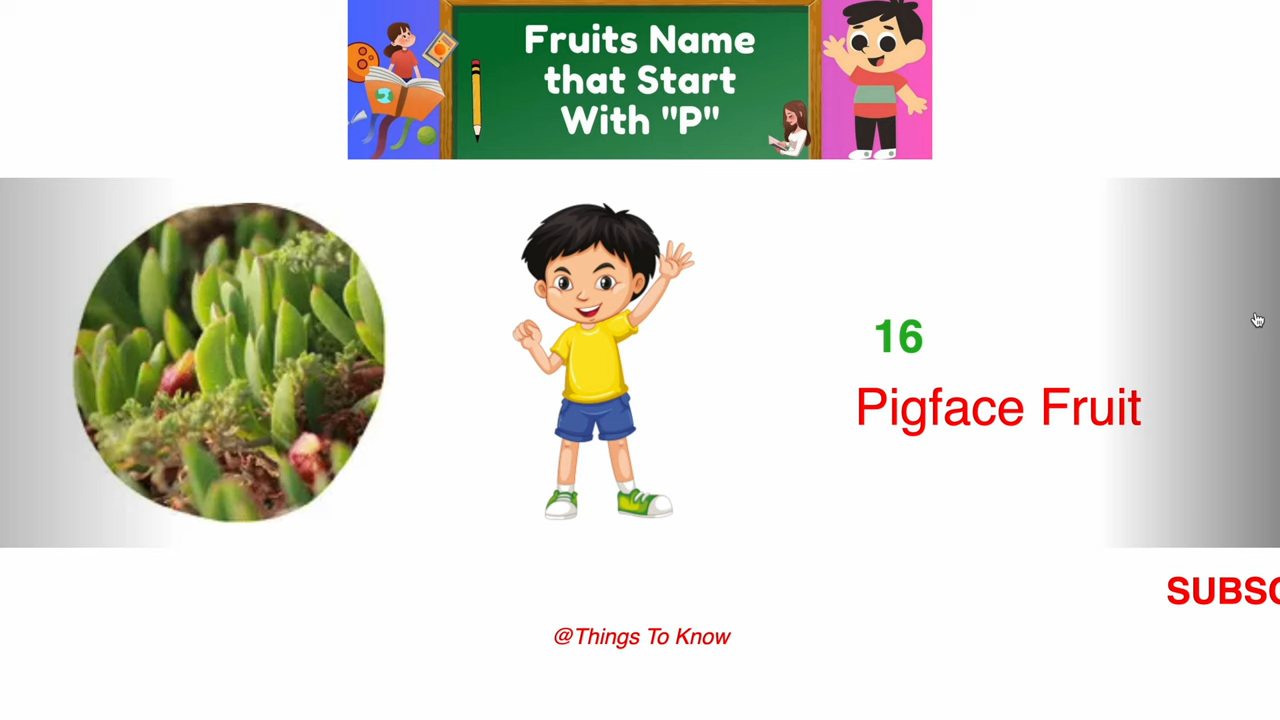 Fruits Name
that Start
With "P"
16
Pigface Fruit
SUBSC
@Things To Know